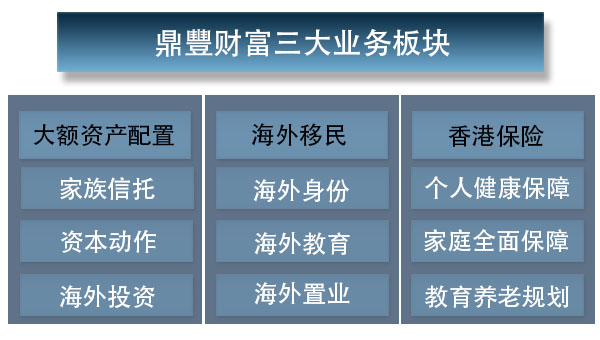 鼎豐财富三大业务板块
大额资产配置
家族信托
资本动作
海外投资
海外移民
海外身份
海外教育
海外置业
香港保险
个人健康保障
家庭全面保障
教育养老规划